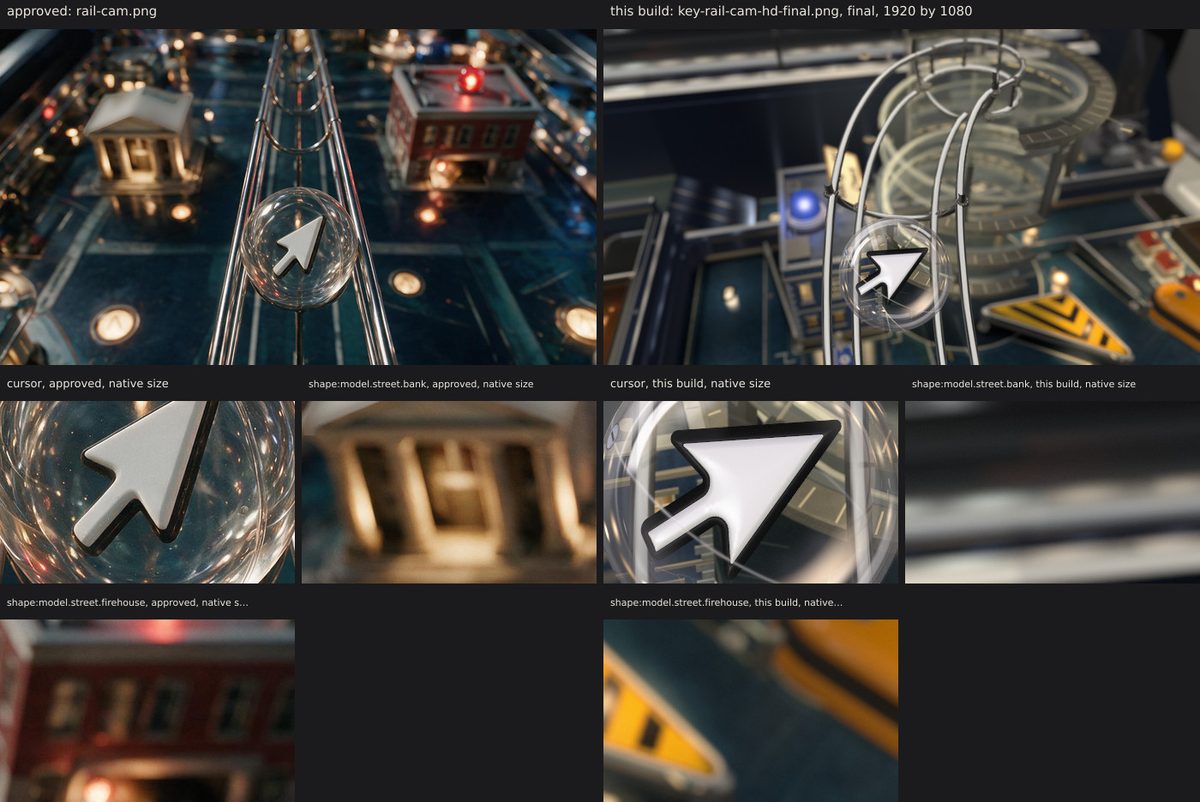 approved: rail-cam.png
this build: key-rail-cam-hd-final.png, final, 1920 by 1080
cursor, approved, native size
shape:model.street.bank, approved, native size
cursor, this build, native size
shape:model.street.bank, this build, native size
shape:model.street.firehouse, approved, native s...
shape:model.street.firehouse, this build, native...